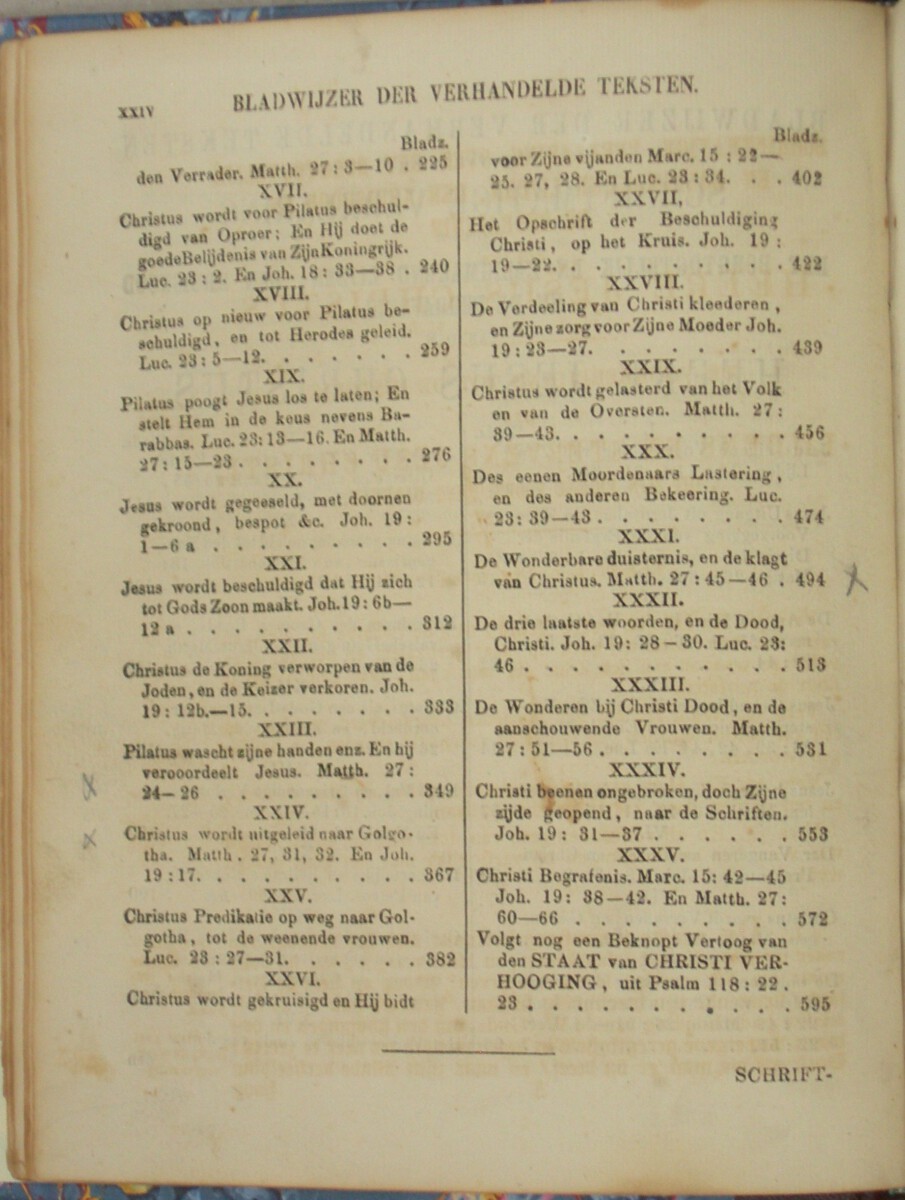 XXIV
BLADWIJZER DER VERHANDELDE TEKSTEN.
Bladz.
den Verrader. Matth. 27 : 3—10 . 225
XVII.
Christus wordt voor Pilatus beschul-
digd van Oproer; En Hij doet de
goede Belijdenis van Zijn Koningrijk.
Luc. 23 : 2. En Joh. 18 : 33—38 . 240
XVIII.
Christus op nieuw voor Pilatus be-
schuldigd, en tot Herodes geleid.
Luc. 23 : 5—12. . . . . . . . 259
XIX.
Pilatus poogt Jesus los te laten; En
stelt Hem in de keus nevens Ba-
rabbas. Luc. 23: 13—16. En Matth.
27 : 15—23 . . . . . . . . 276
XX.
Jesus wordt gegeeseld, met doornen
gekroond, bespot &c. Joh. 19 :
1—6 a . . . . . . . . . 295
XXI.
Jesus wordt beschuldigd dat Hij zich
tot Gods Zoon maakt. Joh. 19 : 6b—
12 a . . . . . . . . . . 312
XXII.
Christus de Koning verworpen van de
Joden, en de Keizer verkoren. Joh.
19 : 12b.—15. . . . . . . . 333
XXIII.
Pilatus wascht zijne handen enz. En hij
verooordeelt Jesus. Matth. 27 :
24—26 . . . . . . . . . 349
XXIV.
Christus wordt uitgeleid naar Golgo-
tha. Matth. 27, 31, 32. En Joh.
19 : 17. . . . . . . . . . 367
XXV.
Christus Predikatie op weg naar Gol-
gotha, tot de weenende vrouwen.
Luc. 23 : 27—31. . . . . . . 382
XXVI.
Christus wordt gekruisigd en Hij bidt
Bladz.
voor Zijne vijanden Marc. 15 : 22—
25. 27, 28. En Luc. 23 : 34. . . 402
XXVII,
Het Opschrift der Beschuldiging
Christi, op het Kruis. Joh. 19 :
19—22. . . . . . . . . 422
XXVIII.
De Verdeeling van Christi kleederen,
en Zijne zorg voor Zijne Moeder Joh.
19 : 23—27. . . . . . . . 439
XXIX.
Christus wordt gelasterd van het Volk
en van de Oversten. Matth. 27 :
39—43. . . . . . . . . 456
XXX.
Des eenen Moordenaars Lastering,
en des anderen Bekeering. Luc.
23: 39—43 . . . . . . . . 474
XXXI.
De Wonderbare duisternis, en de klagt
van Christus. Matth. 27 : 45—46 . 494
XXXII.
De drie laatste woorden, en de Dood,
Christi. Joh. 19: 28—30. Luc. 23:
46 . . . . . . . . . . . 513
XXXIII.
De Wonderen bij Christi Dood, en de
aanschouwende Vrouwen. Matth.
27 : 51—56 . . . . . . . . 531
XXXIV.
Christi beenen ongebroken, doch Zijne
zijde geopend, naar de Schriften.
Joh. 19 : 31—37 . . . . . . 553
XXXV.
Christi Begrafenis. Marc. 15: 42—45
Joh. 19: 38—42. En Matth. 27:
60—66 . . . . . . . . . 572
Volgt nog een Beknopt Vertoog van
den STAAT van CHRISTI VER-
HOOGING, uit Psalm 118 : 22.
23 . . . . . . . . . . . 595
SCHRIFT-